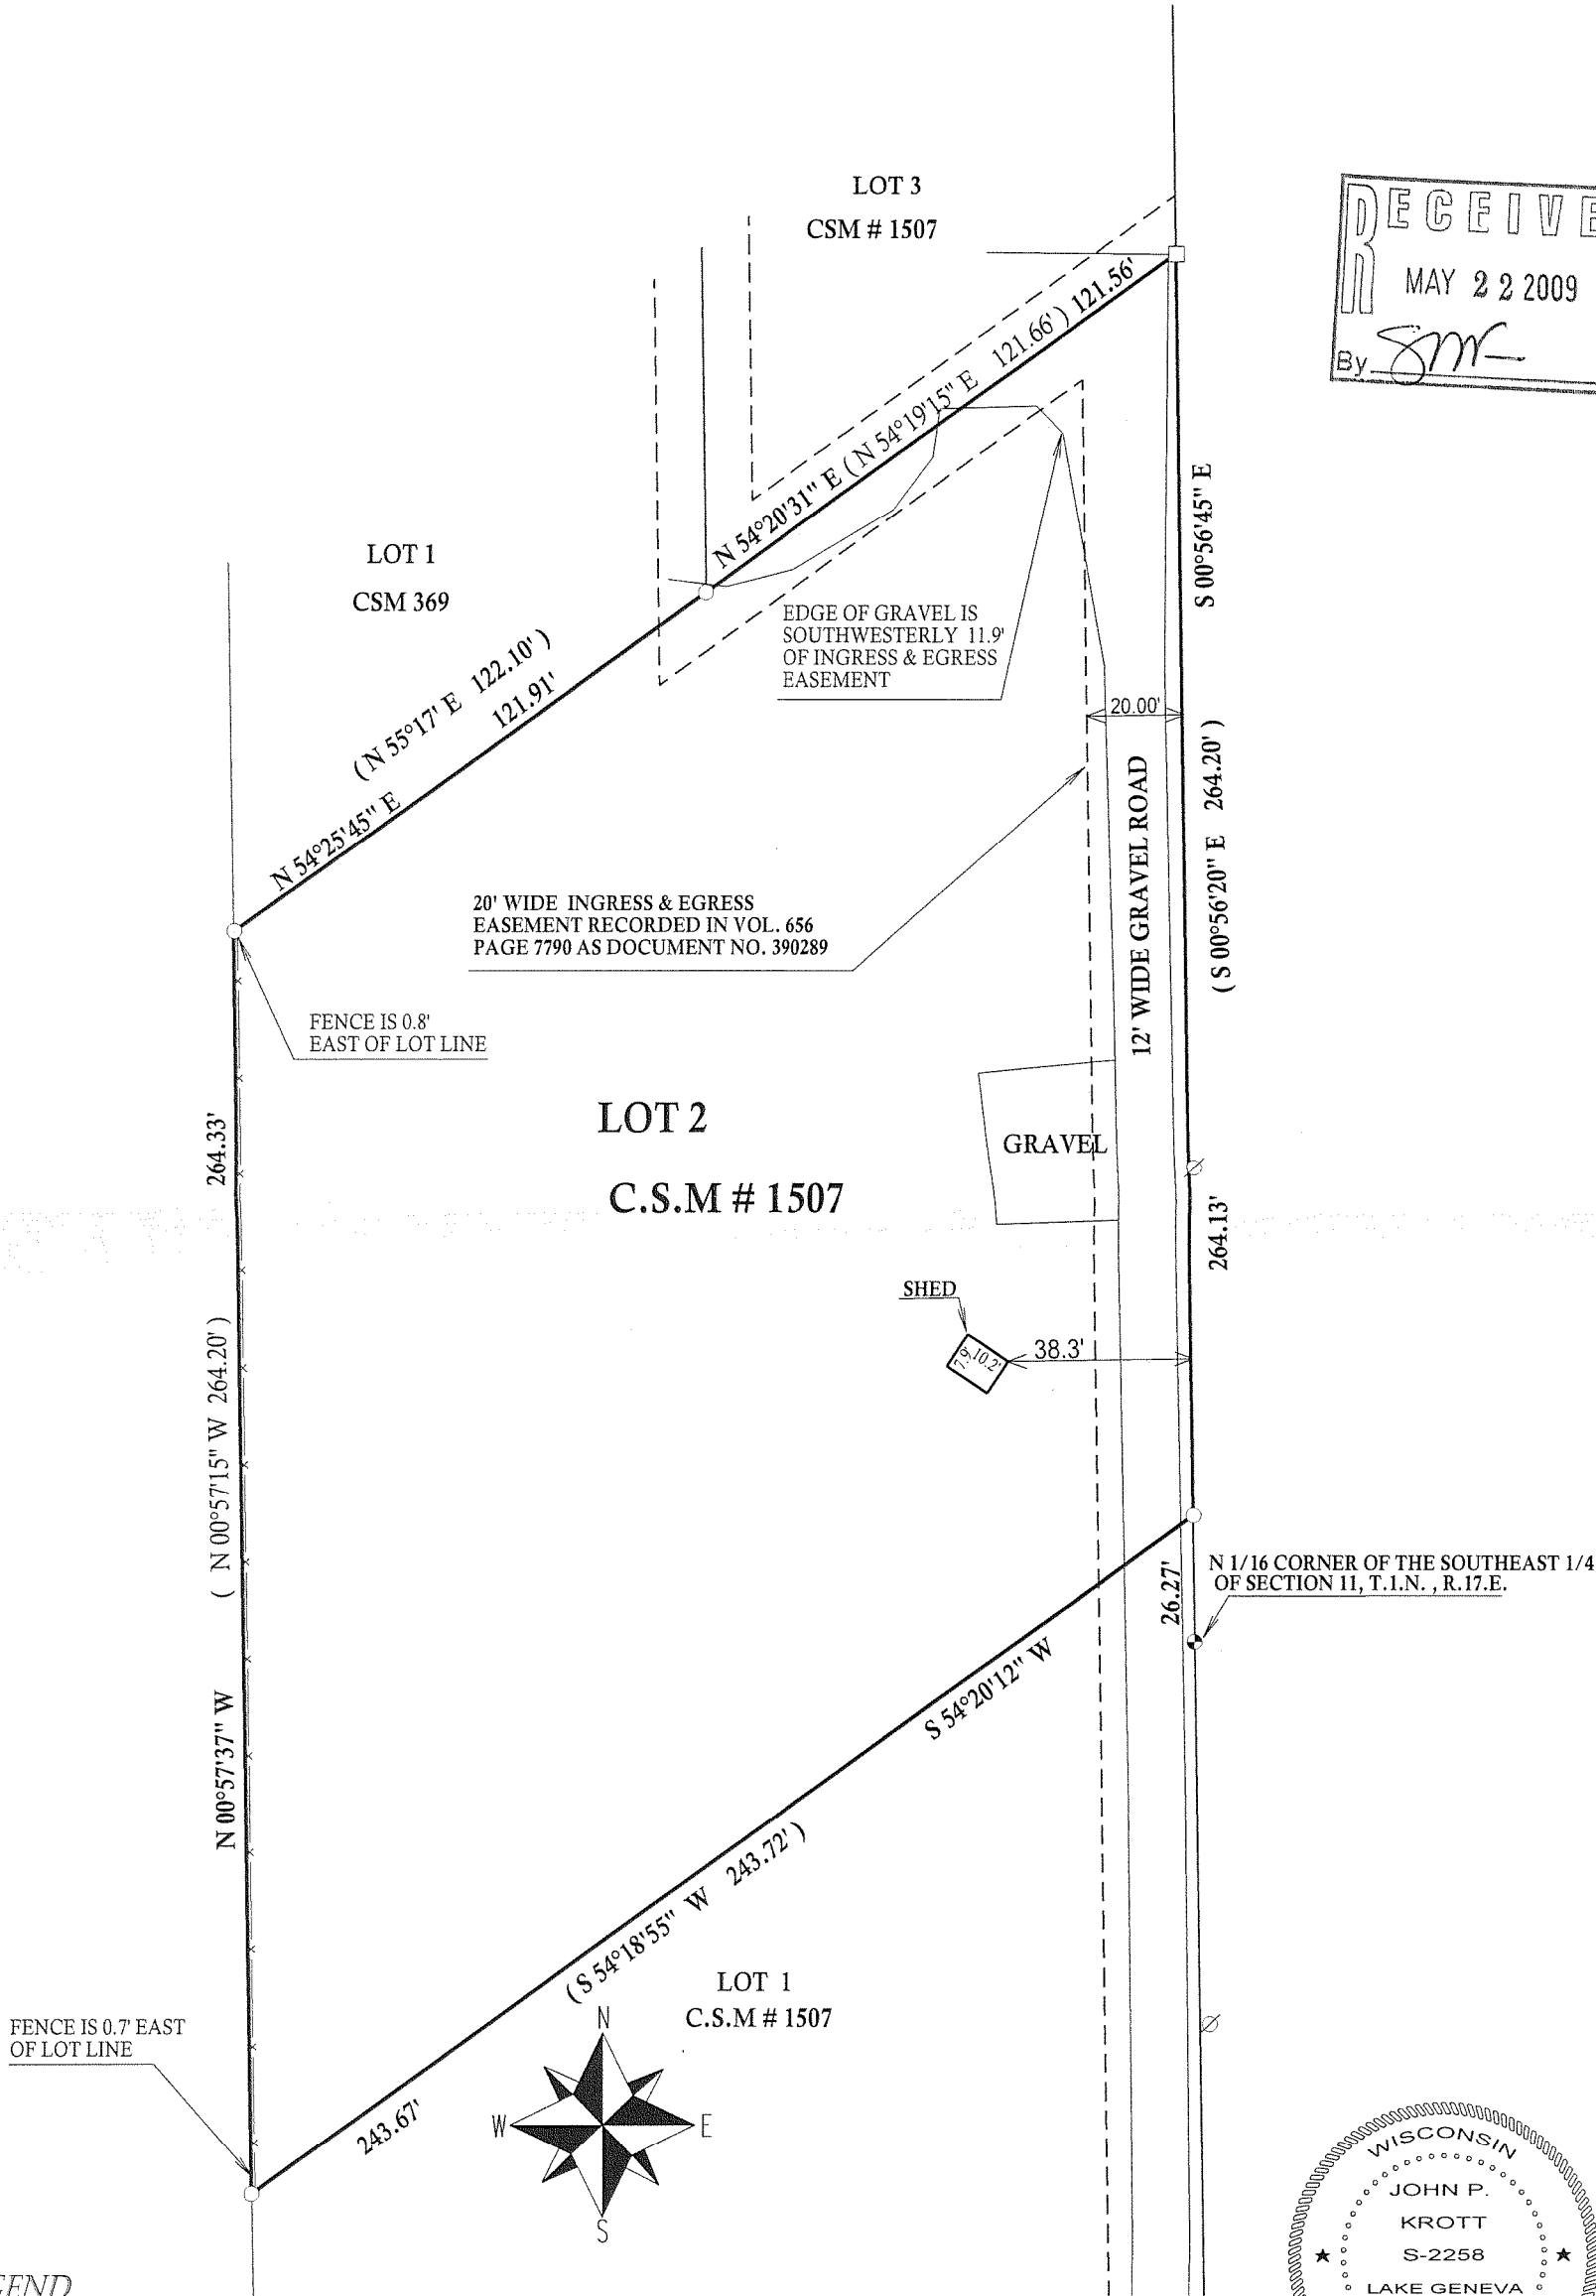 LOT 3
CSM # 1507
RECEIVE
MAY 2 2 2009
By
N 54°20'31" E ( N 54°19'15" E 121.66' ) 121.56'
S 00°56'45" E
LOT 1
CSM 369
EDGE OF GRAVEL IS
SOUTHWESTERLY 11.9'
OF INGRESS & EGRESS
EASEMENT
( N 55°17' E 122.10' )
121.91'
N 54°25'45" E
20.00'
( S 00°56'20" E 264.20' )
12' WIDE GRAVEL ROAD
20' WIDE INGRESS & EGRESS
EASEMENT RECORDED IN VOL. 656
PAGE 7790 AS DOCUMENT NO. 390289
FENCE IS 0.8'
EAST OF LOT LINE
LOT 2
C.S.M # 1507
264.33'
GRAVEL
264.13'
SHED
7.9'
10.2'
38.3'
( N 00°57'15" W 264.20' )
N 1/16 CORNER OF THE SOUTHEAST 1/4
OF SECTION 11, T.1.N. , R.17.E.
26.27'
N 00°57'37" W
S 54°20'12" W
( S 54°18'55" W 243.72' )
243.67'
LOT 1
C.S.M # 1507
FENCE IS 0.7' EAST
OF LOT LINE
N
W
E
S
WISCONSIN
JOHN P.
KROTT
S-2258
LAKE GENEVA
GEND